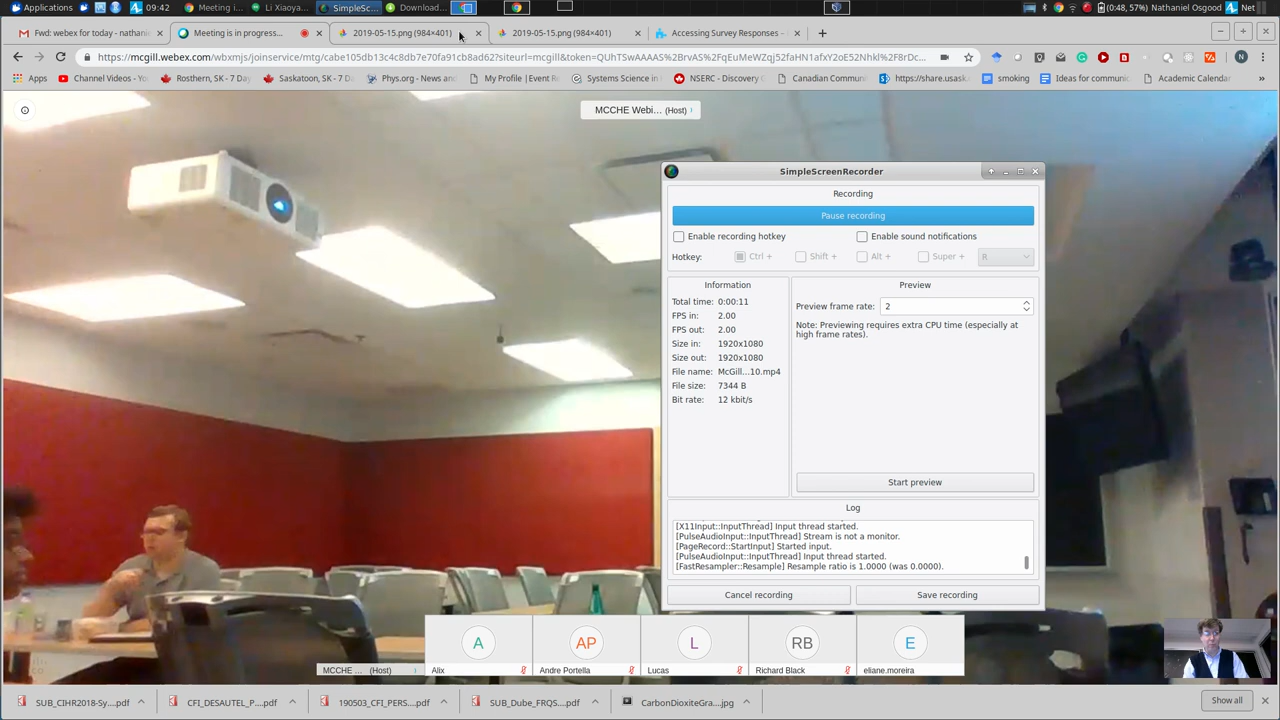 Applications
09:42
Meeting i...
Li Xiaoya...
SimpleSc...
Download...
(0:48, 57%)
Nathaniel Osgood
Net
Fwd: webex for today - nathanie
Meeting is in progress...
2019-05-15.png (984×401)
2019-05-15.png (984×401)
Accessing Survey Responses -
https://mcgill.webex.com/wbxmjs/joinservice/mtg/cabe105db13c4c8db7e70fa91cb8ad62?siteurl=mcgill&token=QUhTSwAAAAS%2BrvAS%2FqEuMeWZqj52faHN1afxY2oE52Nhkl%2F8rDc...
N
Apps
Channel Videos - Yo
Rosthern, SK - 7 Day
Saskatoon, SK - 7 Da
Phys.org - News and
My Profile | Event R
Systems Science in
NSERC - Discovery G
Canadian Commun
https://share.usask
smoking
Ideas for communic
Academic Calendar
MCCHE Webi... (Host)
SimpleScreenRecorder
Recording
Pause recording
Enable recording hotkey
Enable sound notifications
Hotkey:
Ctrl +
Shift +
Alt +
Super +
R
Information
Preview
Total time: 0:00:11
Preview frame rate: 2
FPS in: 2.00
Note: Previewing requires extra CPU time (especially at
high frame rates).
FPS out: 2.00
Size in: 1920x1080
Size out: 1920x1080
File name: McGill...10.mp4
File size: 7344 B
Bit rate: 12 kbit/s
Start preview
Log
[X11Input::InputThread] Input thread started.
[PulseAudioInput::InputThread] Stream is not a monitor.
[PageRecord::StartInput] Started input.
[PulseAudioInput::InputThread] Input thread started.
[FastResampler::Resample] Resample ratio is 1.0000 (was 0.0000).
Cancel recording
Save recording
A
AP
L
RB
E
MCCHE ... (Host)
Alix
Andre Portella
Lucas
Richard Black
eliane.moreira
SUB_CIHR2018-Sy....pdf
CFI_DESAUTEL_P....pdf
190503_CFI_PERS....pdf
SUB_Dube_FRQS....pdf
CarbonDioxiteGra....jpg
Show all